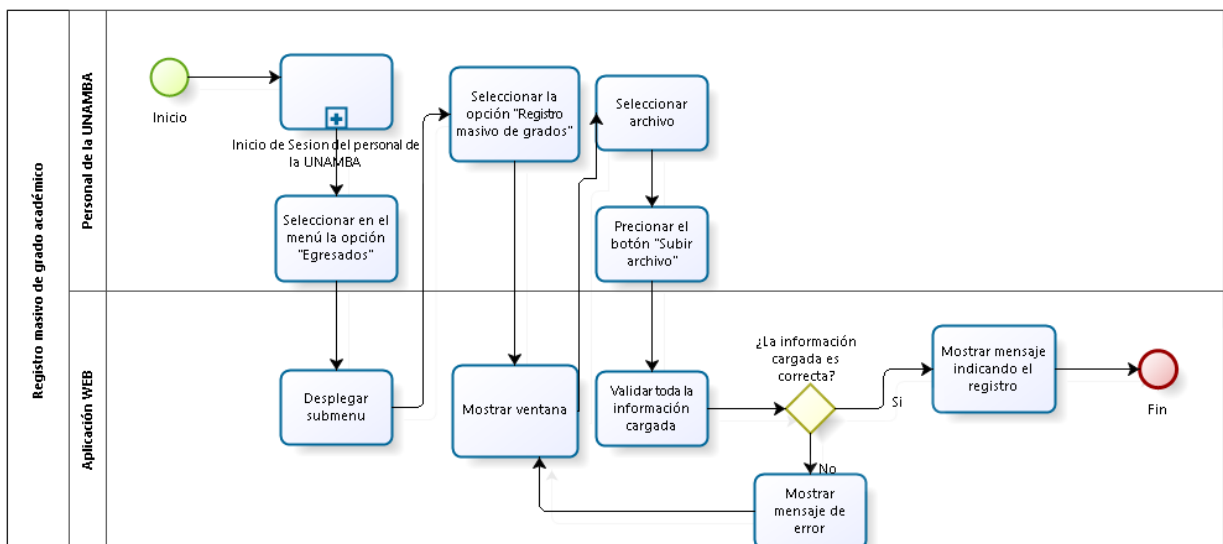 Registro masivo de grado académico
Personal de la UNAMBA
Inicio
Inicio de Sesion del personal de
la UNAMBA
Seleccionar en el
menú la opción
"Egresados"
Seleccionar la
opción "Registro
masivo de grados"
Seleccionar
archivo
Precionar el
botón "Subir
archivo"
Aplicación WEB
Desplegar
submenu
Mostrar ventana
Validar toda la
información
cargada
¿La información
cargada es
correcta?
Si
No
Mostrar
mensaje de
error
Mostrar mensaje
indicando el
registro
Fin